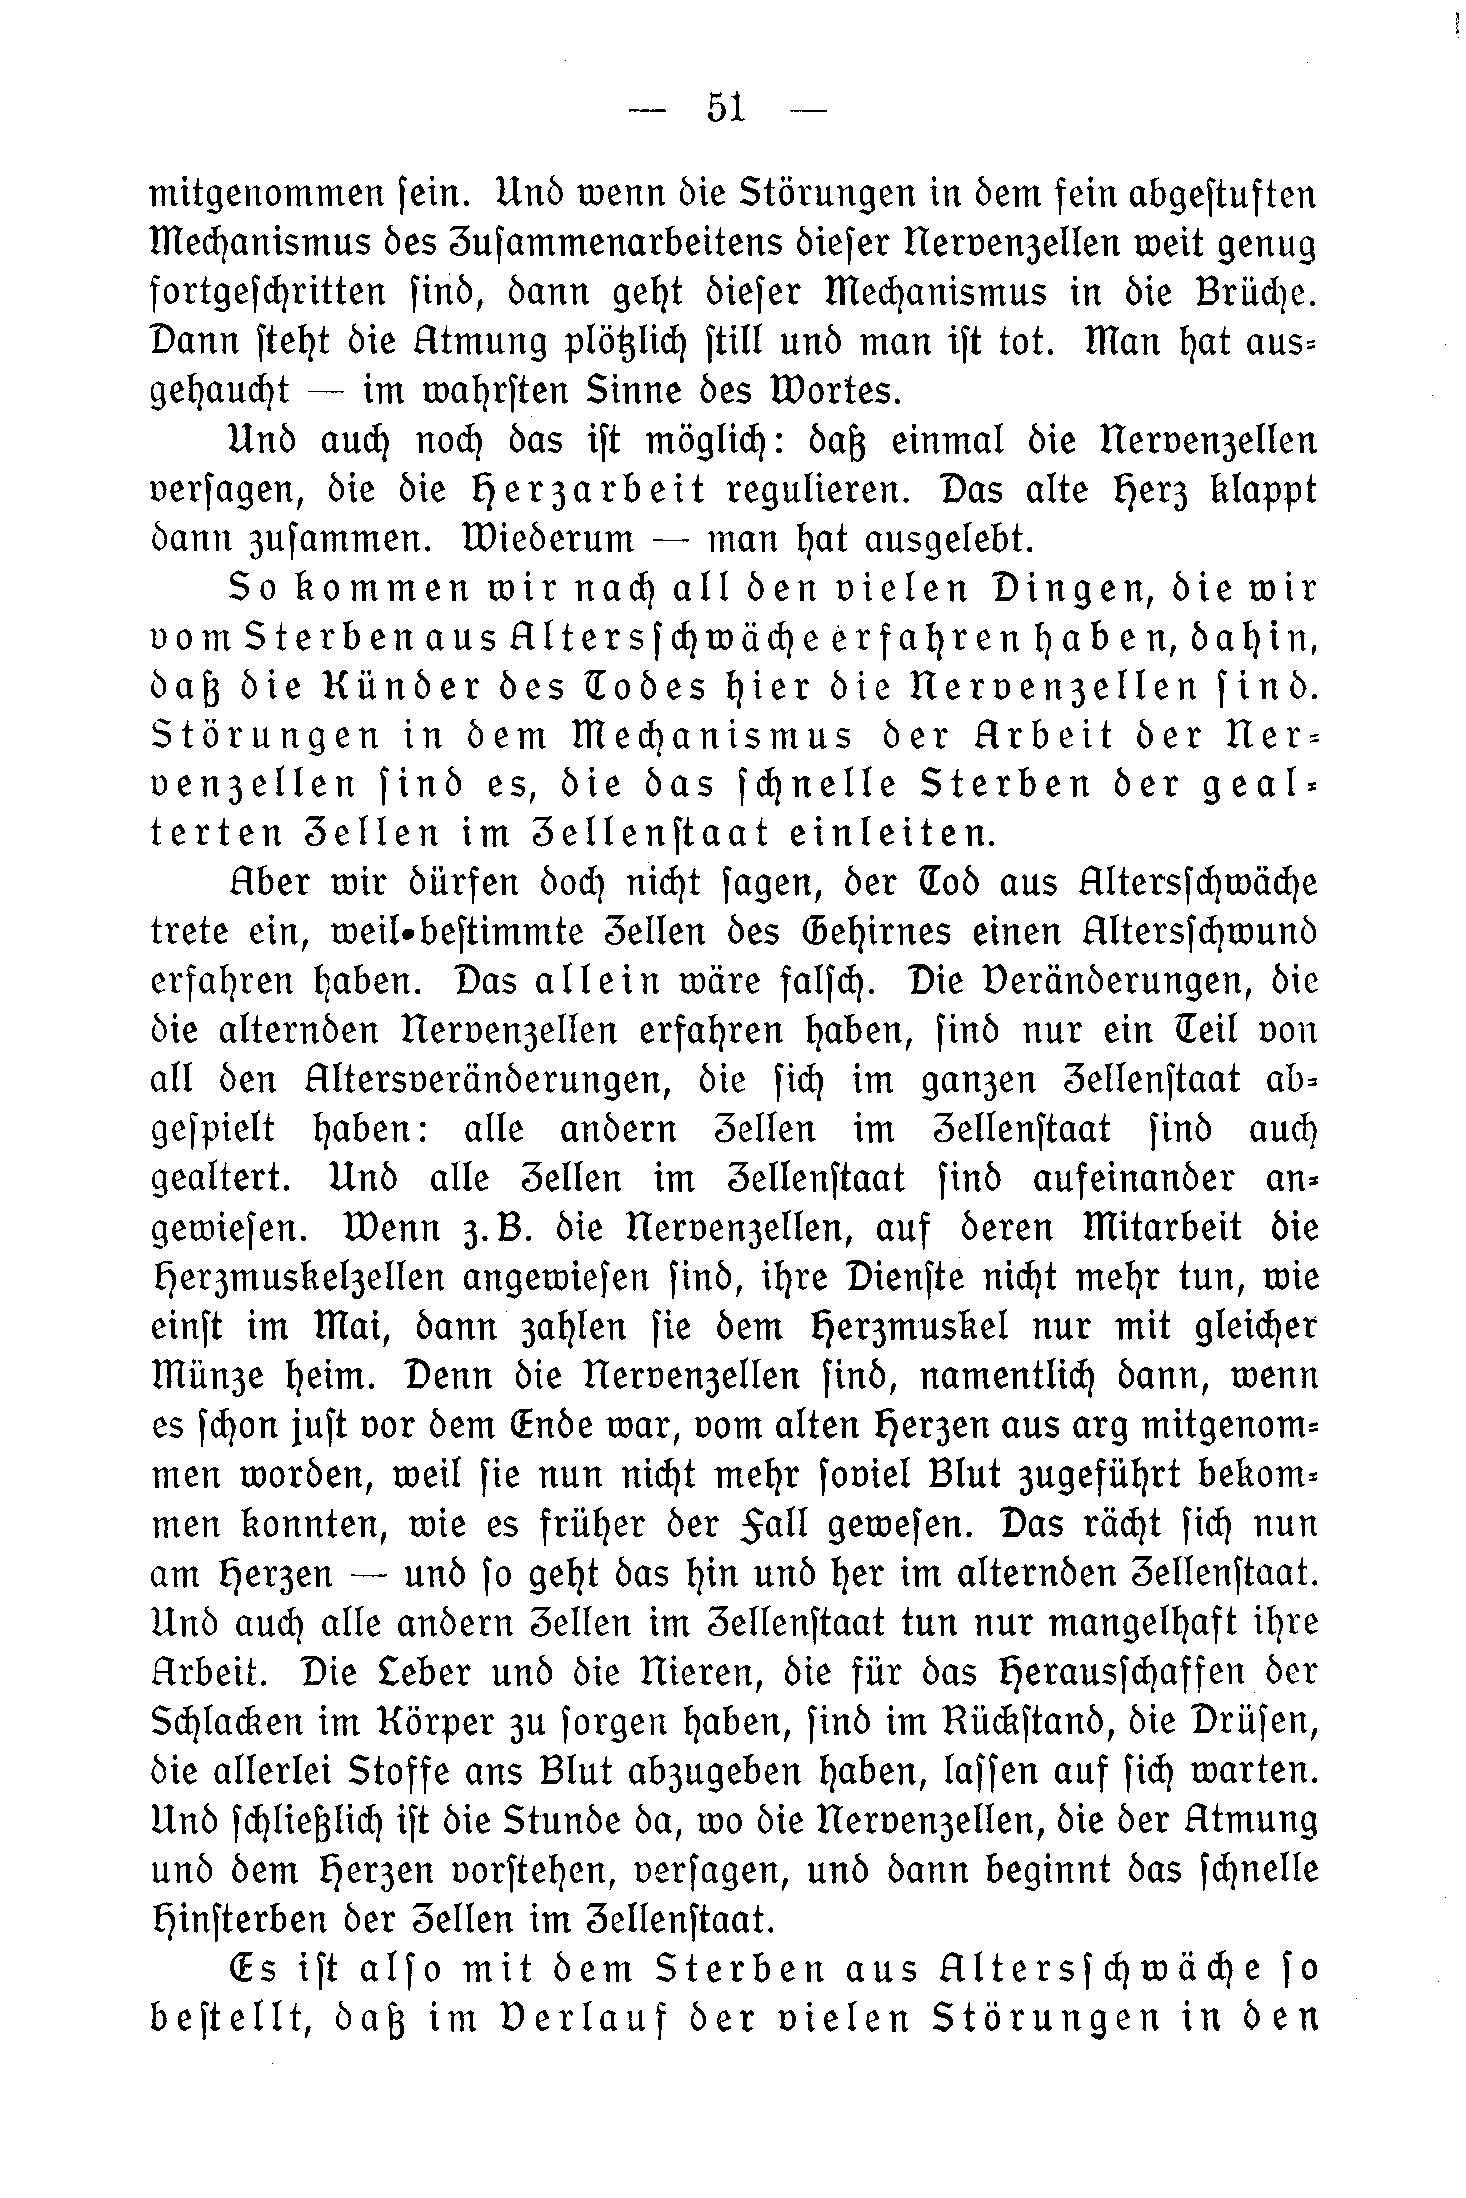 — 51 —
mitgenommen ſein. Und wenn die Störungen in dem fein abgeſtuften
Mechanismus des Zuſammenarbeitens dieſer Nervenzellen weit genug
fortgeſchritten ſind, dann geht dieſer Mechanismus in die Brüche.
Dann ſteht die Atmung plötzlich ſtill und man iſt tot. Man hat aus-
gehaucht — im wahrſten Sinne des Wortes.
Und auch noch das iſt möglich: daß einmal die Nervenzellen
verſagen, die die Herzarbeit regulieren. Das alte Herz klappt
dann zuſammen. Wiederum — man hat ausgelebt.
So kommen wir nach all den vielen Dingen, die wir
vom Sterben aus Altersſchwäche erfahren haben, dahin,
daß die Künder des Todes hier die Nervenzellen ſind.
Störungen in dem Mechanismus der Arbeit der Ner-
venzellen ſind es, die das ſchnelle Sterben der geal-
terten Zellen im Zellenſtaat einleiten.
Aber wir dürfen doch nicht ſagen, der Tod aus Altersſchwäche
trete ein, weil beſtimmte Zellen des Gehirnes einen Altersſchwund
erfahren haben. Das allein wäre falſch. Die Veränderungen, die
die alternden Nervenzellen erfahren haben, ſind nur ein Teil von
all den Altersveränderungen, die ſich im ganzen Zellenſtaat ab-
geſpielt haben: alle andern Zellen im Zellenſtaat ſind auch
gealtert. Und alle Zellen im Zellenſtaat ſind aufeinander an-
gewieſen. Wenn z. B. die Nervenzellen, auf deren Mitarbeit die
Herzmuskelzellen angewieſen ſind, ihre Dienſte nicht mehr tun, wie
einſt im Mai, dann zahlen ſie dem Herzmuskel nur mit gleicher
Münze heim. Denn die Nervenzellen ſind, namentlich dann, wenn
es ſchon juſt vor dem Ende war, vom alten Herzen aus arg mitgenom-
men worden, weil ſie nun nicht mehr ſoviel Blut zugeführt bekom-
men konnten, wie es früher der Fall geweſen. Das rächt ſich nun
am Herzen — und ſo geht das hin und her im alternden Zellenſtaat.
Und auch alle andern Zellen im Zellenſtaat tun nur mangelhaft ihre
Arbeit. Die Leber und die Nieren, die für das Herausſchaffen der
Schlacken im Körper zu ſorgen haben, ſind im Rückſtand, die Drüſen,
die allerlei Stoffe ans Blut abzugeben haben, laſſen auf ſich warten.
Und ſchließlich iſt die Stunde da, wo die Nervenzellen, die der Atmung
und dem Herzen vorſtehen, verſagen, und dann beginnt das ſchnelle
Hinſterben der Zellen im Zellenſtaat.
Es iſt alſo mit dem Sterben aus Altersſchwäche ſo
beſtellt, daß im Verlauf der vielen Störungen in den